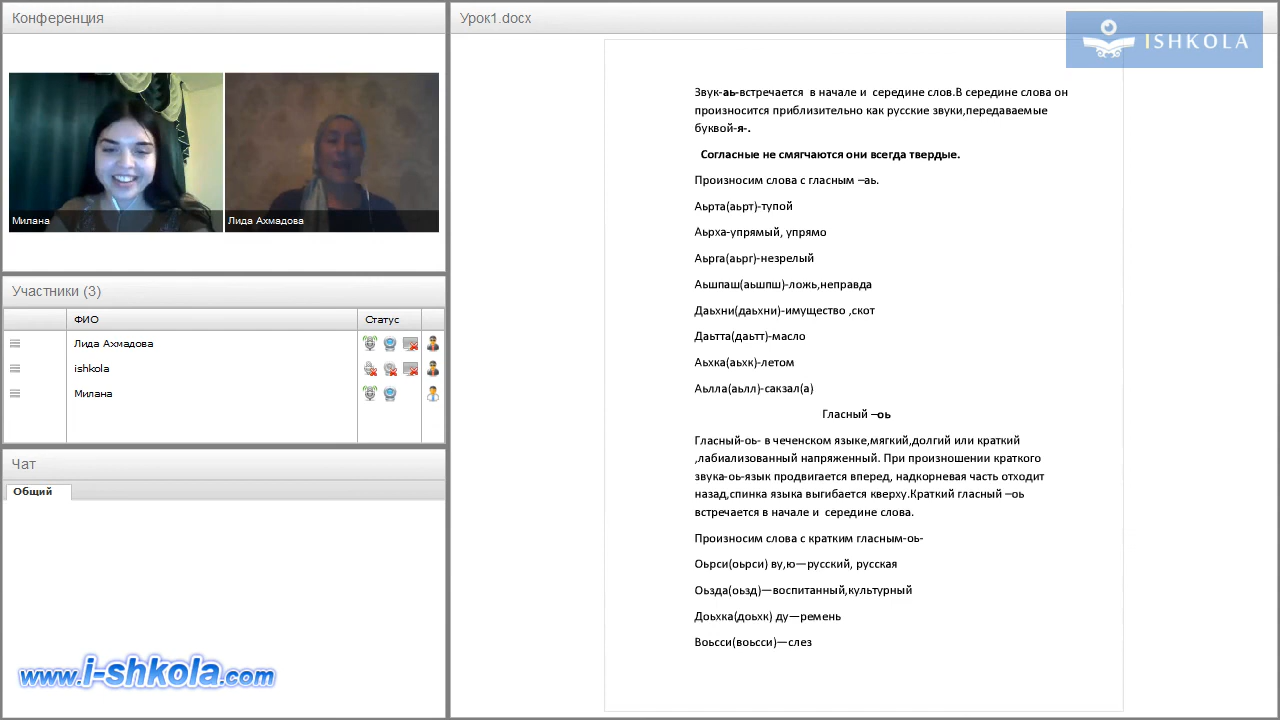 Конференция
Милана
Лида Ахмадова
Участники (3)
ФИО
Статус
Лида Ахмадова
ishkola
Милана
Чат
Общий
www.i-shkola.com
Урок1.docx
ISHKOLA
Звук-аь-встречается в начале и середине слов.В середине слова он
произносится приблизительно как русские звуки,передаваемые
буквой-я-.
Согласные не смягчаются они всегда твердые.
Произносим слова с гласным –аь.
Аьрта(аьрт)-тупой
Аьрха-упрямый, упрямо
Аьрга(аьрг)-незрелый
Аьшпаш(аьшпш)-ложь,неправда
Даьхни(даьхни)-имущество ,скот
Даьтта(даьтт)-масло
Аьхка(аьхк)-летом
Аьлла(аьлл)-сакзал(а)
Гласный –оь
Гласный-оь- в чеченском языке,мягкий,долгий или краткий
,лабиализованный напряженный. При произношении краткого
звука-оь-язык продвигается вперед, надкорневая часть отходит
назад,спинка языка выгибается кверху.Краткий гласный –оь
встречается в начале и середине слова.
Произносим слова с кратким гласным-оь-
Оьрси(оьрси) ву,ю—русский, русская
Оьзда(оьзд)—воспитанный,культурный
Доьхка(доьхк) ду—ремень
Воьсси(воьсси)—слез